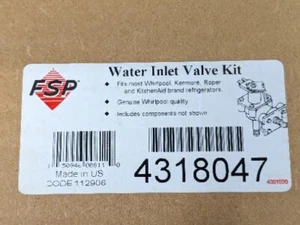 FSP
Water Inlet Valve Kit
• Fits most Whirlpool, Kenmore, Roper
and KitchenAid brand refrigerators.
• Genuine Whirlpool quality
• Includes components not shown
Made in US
CODE 112906
4318047